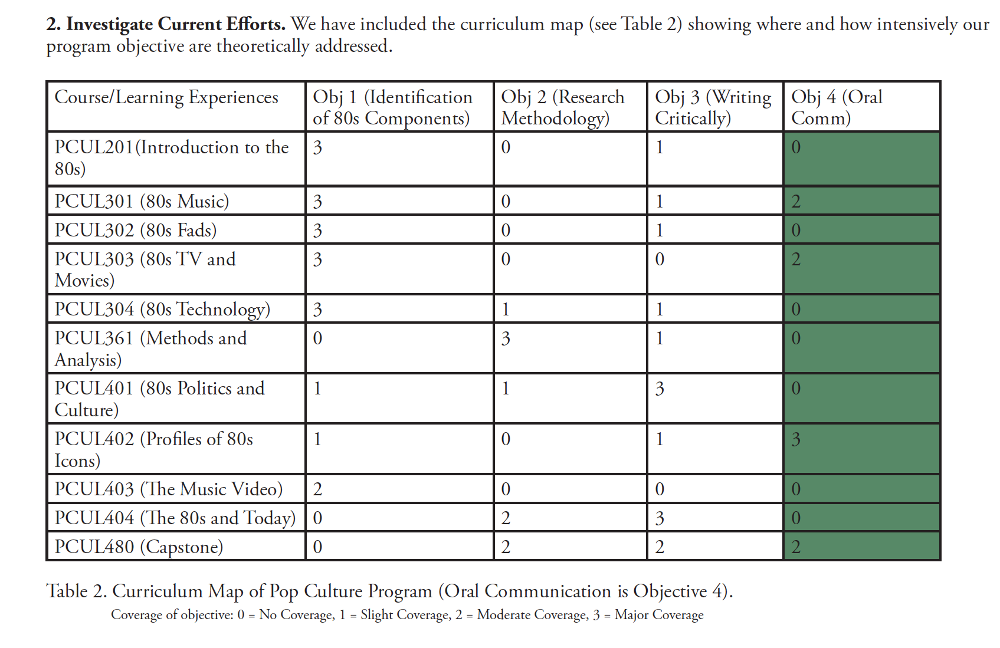 2. Investigate Current Efforts. We have included the curriculum map (see Table 2) showing where and how intensively our
program objective are theoretically addressed.
Course/Learning Experiences
Obj 1 (Identification
of 80s Components)
Obj 2 (Research
Methodology)
Obj 3 (Writing
Critically)
Obj 4 (Oral
Comm)
PCUL201(Introduction to the
80s)
3
0
1
0
PCUL301 (80s Music)
3
0
1
2
PCUL302 (80s Fads)
3
0
1
0
PCUL303 (80s TV and
Movies)
3
0
0
2
PCUL304 (80s Technology)
3
1
1
0
PCUL361 (Methods and
Analysis)
0
3
1
0
PCUL401 (80s Politics and
Culture)
1
1
3
0
PCUL402 (Profiles of 80s
Icons)
1
0
1
3
PCUL403 (The Music Video)
2
0
0
0
PCUL404 (The 80s and Today)
0
2
3
0
PCUL480 (Capstone)
0
2
2
2
Table 2. Curriculum Map of Pop Culture Program (Oral Communication is Objective 4).
Coverage of objective: 0 = No Coverage, 1 = Slight Coverage, 2 = Moderate Coverage, 3 = Major Coverage